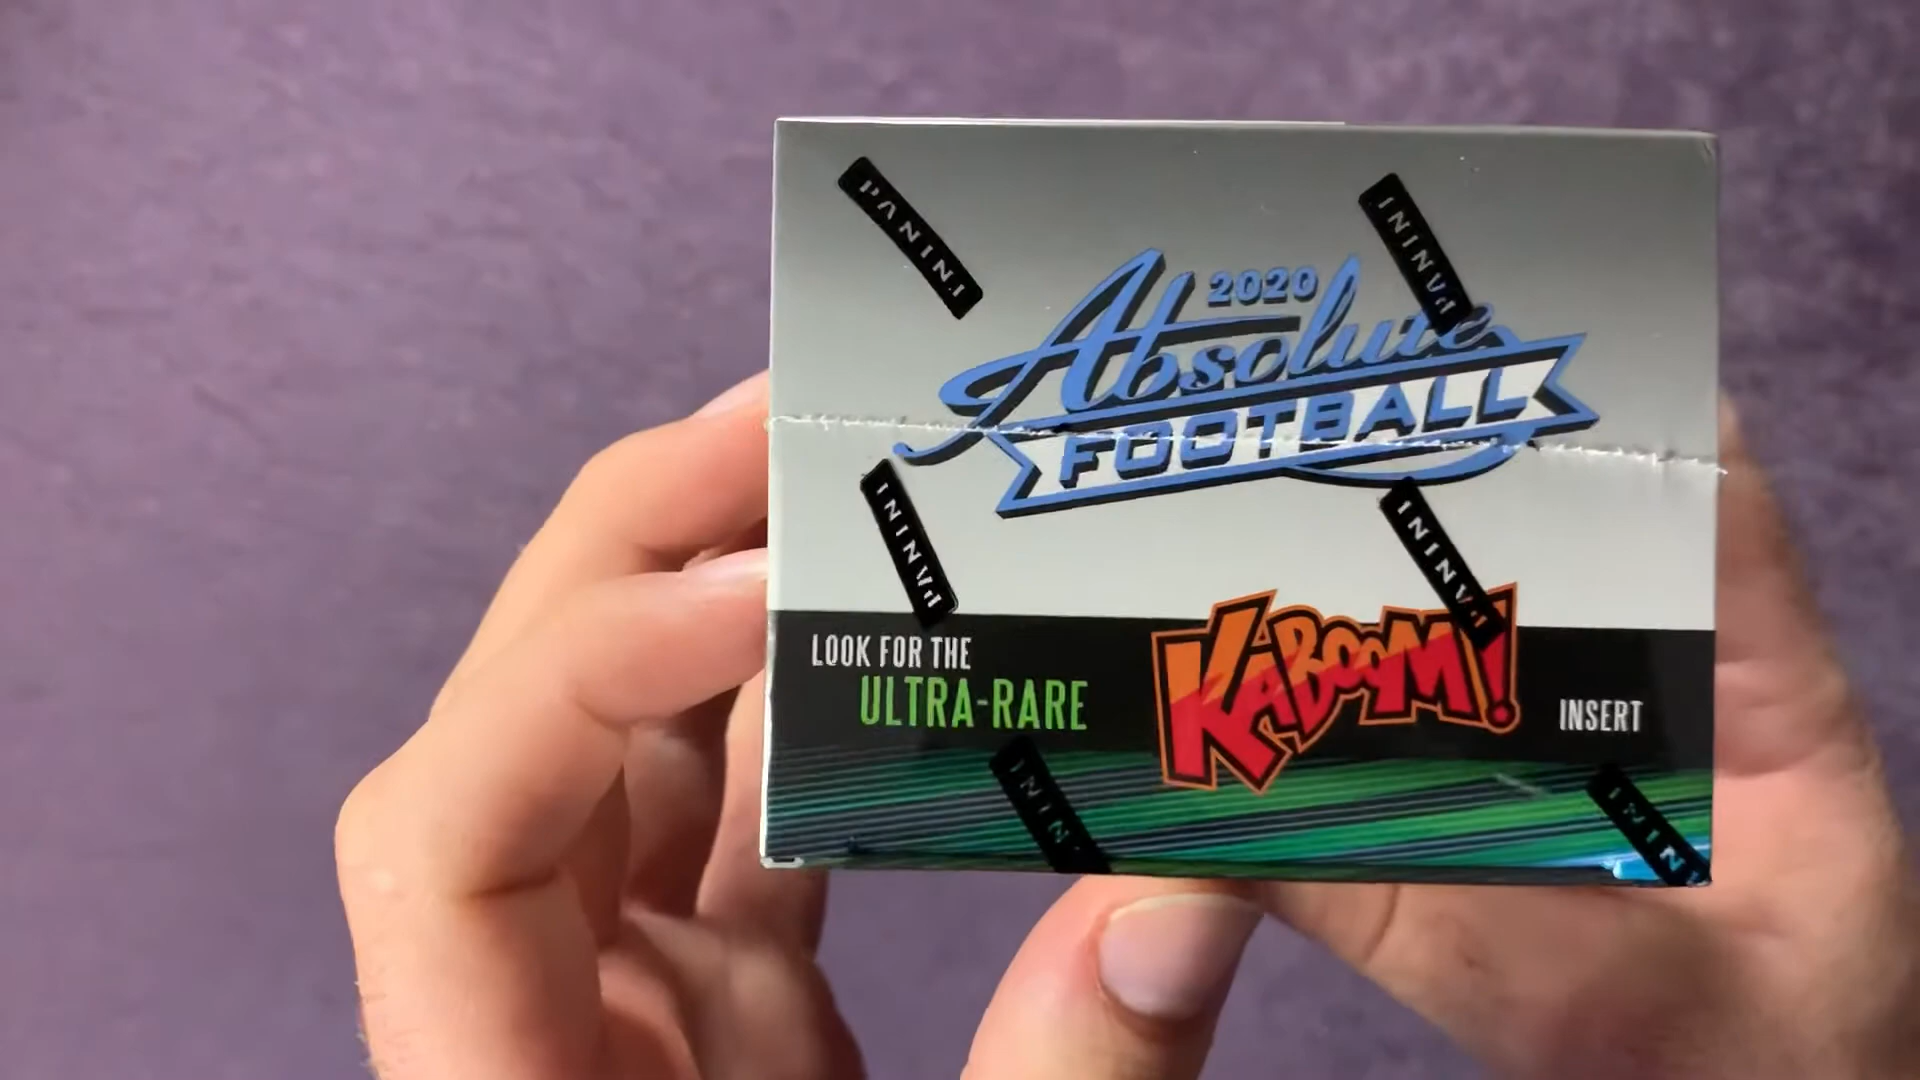 PANINI
PANINI
2020
Absolute
FOOTBALL
PANINI
PANINI
LOOK FOR THE
ULTRA-RARE
KABOOM!
INSERT